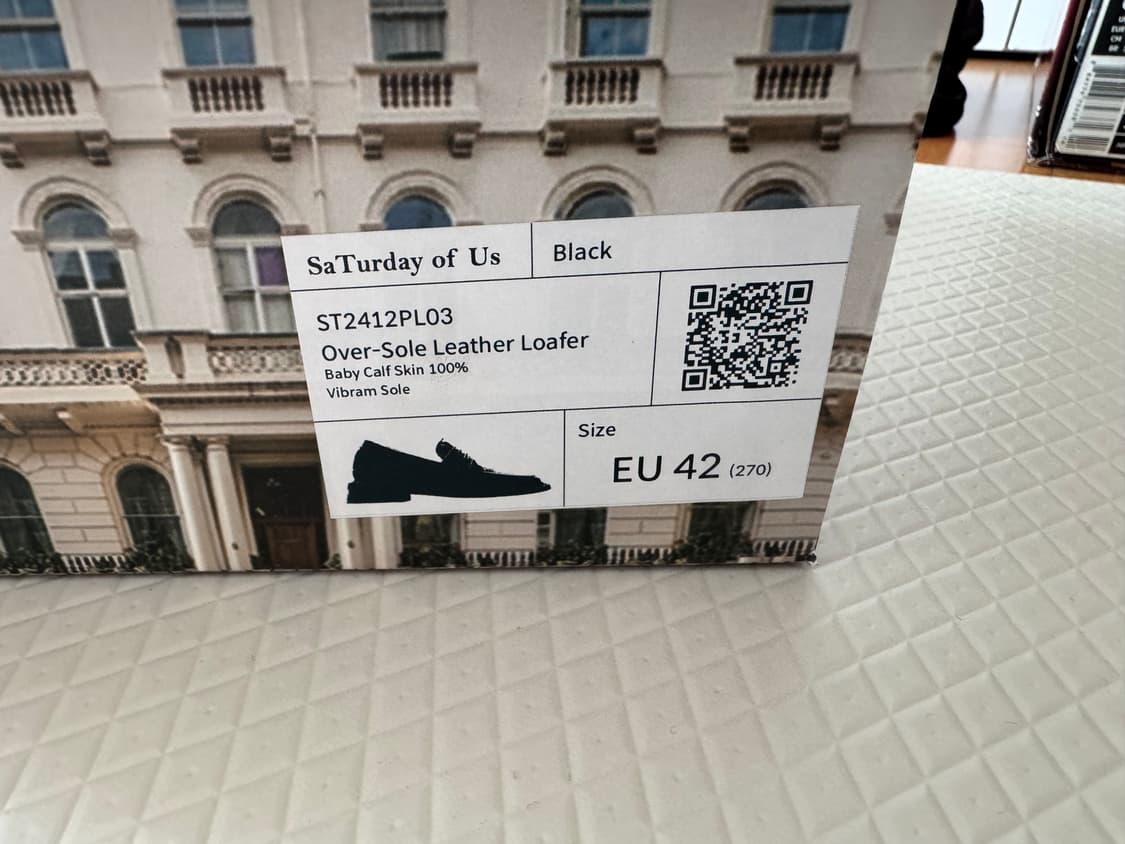 SaTurday of Us
Black
ST2412PL03
Over-Sole Leather Loafer
Baby Calf Skin 100%
Vibram Sole
Size
EU 42 (270)